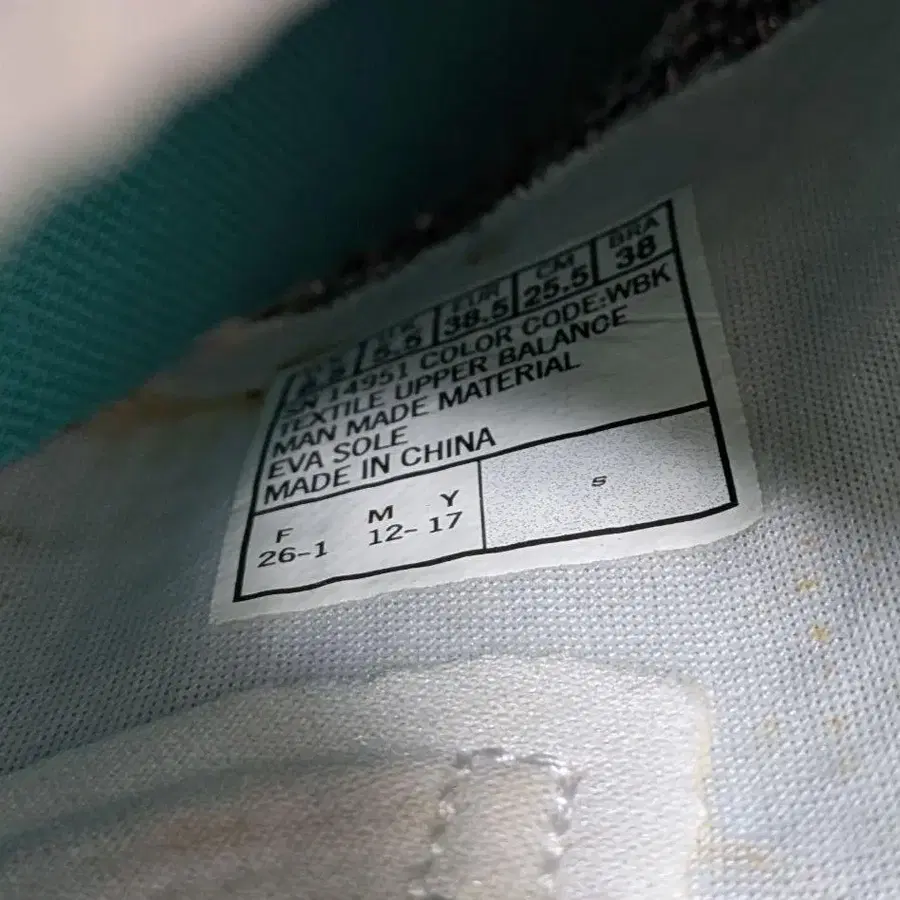 EUR CM BRA
5.5 38.5 25.5 38
SN 14951 COLOR CODE:WBK
TEXTILE UPPER BALANCE
MAN MADE MATERIAL
EVA SOLE
MADE IN CHINA
F M Y
26-1 12-17
S